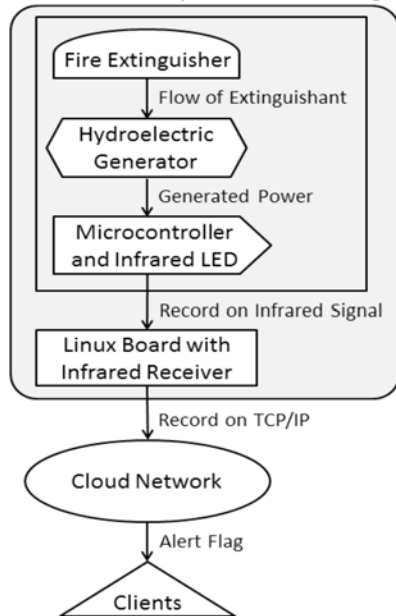 Fire Extinguisher
Flow of Extinguishant
Hydroelectric
Generator
Generated Power
Microcontroller
and Infrared LED
Record on Infrared Signal
Linux Board with
Infrared Receiver
Record on TCP/IP
Cloud Network
Alert Flag
Clients